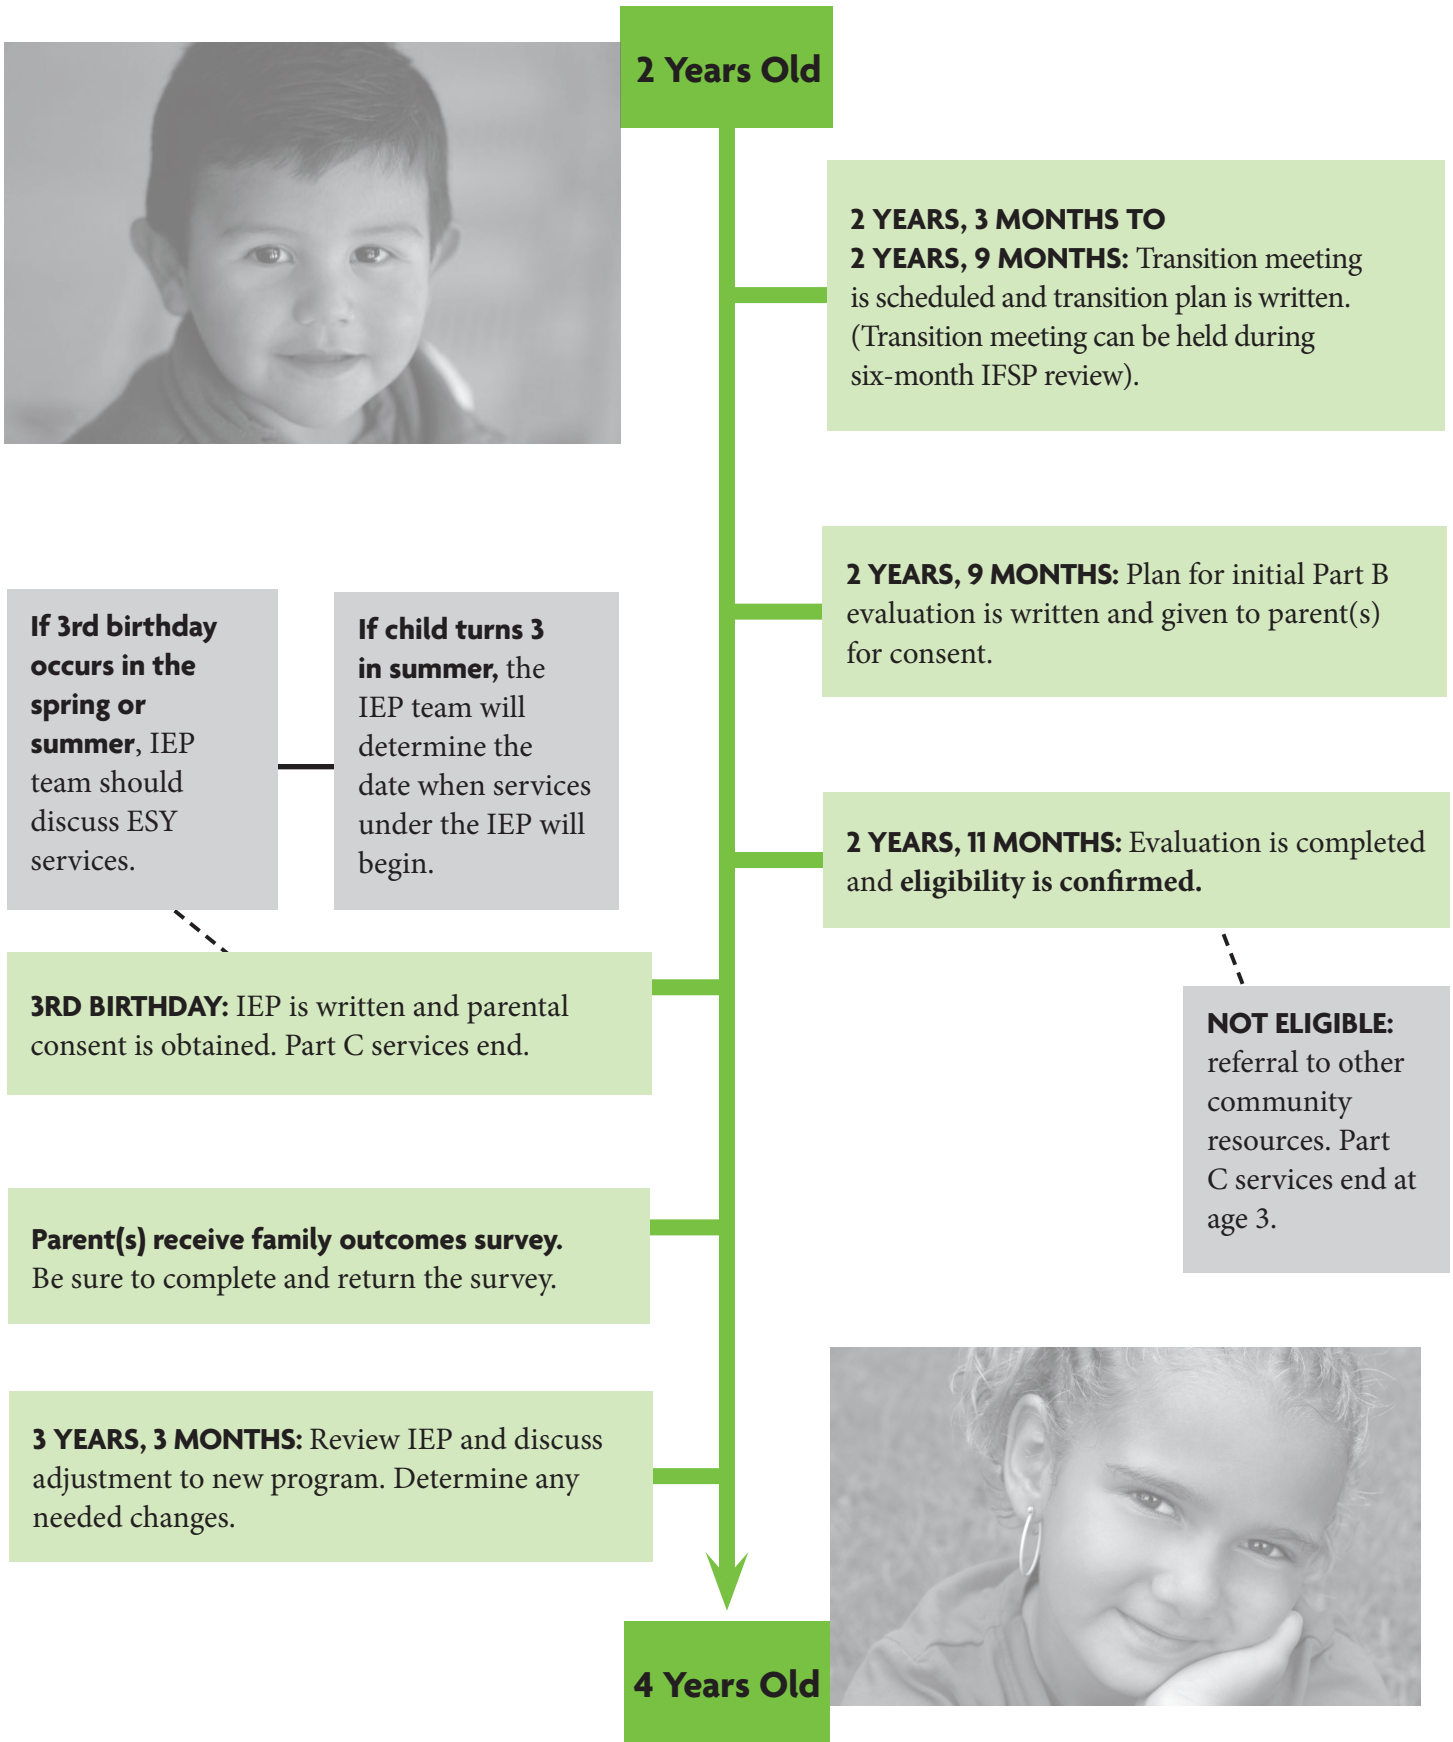 2 Years Old
2 YEARS, 3 MONTHS TO
2 YEARS, 9 MONTHS: Transition meeting
is scheduled and transition plan is written.
(Transition meeting can be held during
six-month IFSP review).
2 YEARS, 9 MONTHS: Plan for initial Part B
evaluation is written and given to parent(s)
for consent.
If 3rd birthday
occurs in the
spring or
summer, IEP
team should
discuss ESY
services.
If child turns 3
in summer, the
IEP team will
determine the
date when services
under the IEP will
begin.
2 YEARS, 11 MONTHS: Evaluation is completed
and eligibility is confirmed.
NOT ELIGIBLE:
referral to other
community
resources. Part
C services end at
age 3.
3RD BIRTHDAY: IEP is written and parental
consent is obtained. Part C services end.
Parent(s) receive family outcomes survey.
Be sure to complete and return the survey.
3 YEARS, 3 MONTHS: Review IEP and discuss
adjustment to new program. Determine any
needed changes.
4 Years Old